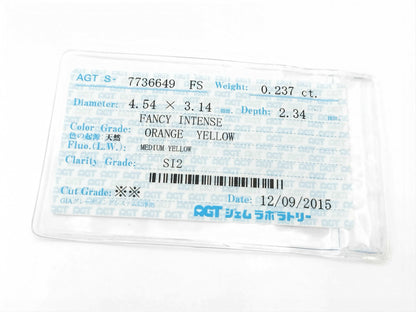 AGT S- 7736649 FS Weight: 0.237 ct.
Diameter: 4.54 × 3.14 mm. Depth: 2.34 mm.
FANCY INTENSE
Color Grade: ORANGE YELLOW
色の起源 天然
Fluo.(L.W.) MEDIUM YELLOW
Clarity Grade: SI2
Cut Grade: ※※ Date: 12/09/2015
AGT ジェムラボラトリー